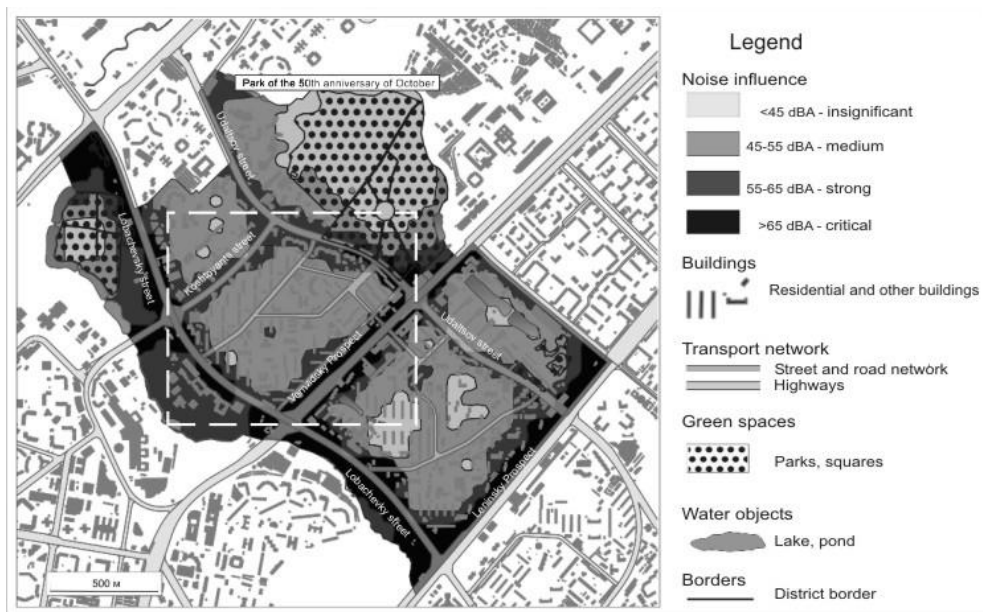 Park of the 50th anniversary of October
Udaltsov street
Lobachevsky street
Koshtoyants street
Vernadsky Prospect
Udaltsov street
Lobachevky street
Leninsky Prospect
500 м
Legend
Noise influence
<45 dBA - insignificant
45-55 dBA - medium
55-65 dBA - strong
>65 dBA - critical
Buildings
Residential and other buildings
Transport network
Street and road network
Highways
Green spaces
Parks, squares
Water objects
Lake, pond
Borders
District border